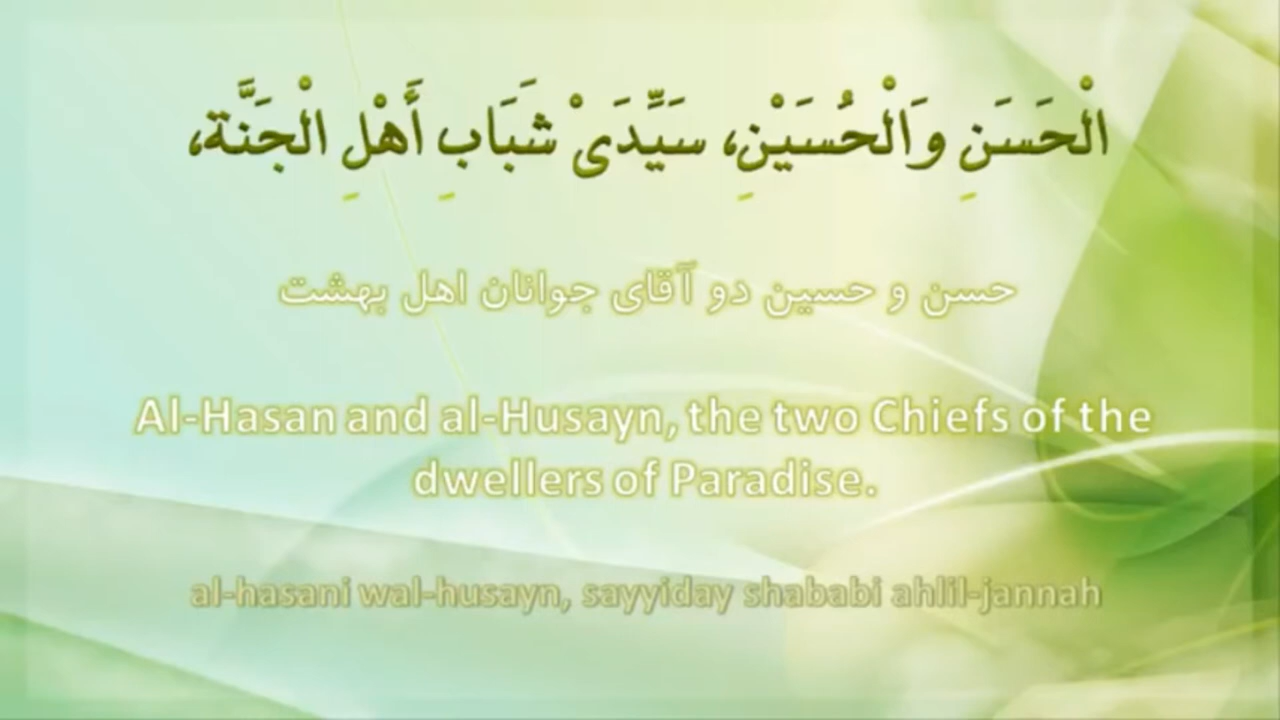 الْحَسَنِ وَالْحُسَيْنِ، سَيِّدَىْ شَبَابِ أَهْلِ الْجَنَّة،
حسن و حسین دو آقای جوانان اهل بهشت
Al-Hasan and al-Husayn, the two Chiefs of the
dwellers of Paradise.
al-hasani wal-husayn, sayyiday shababi ahlil-jannah